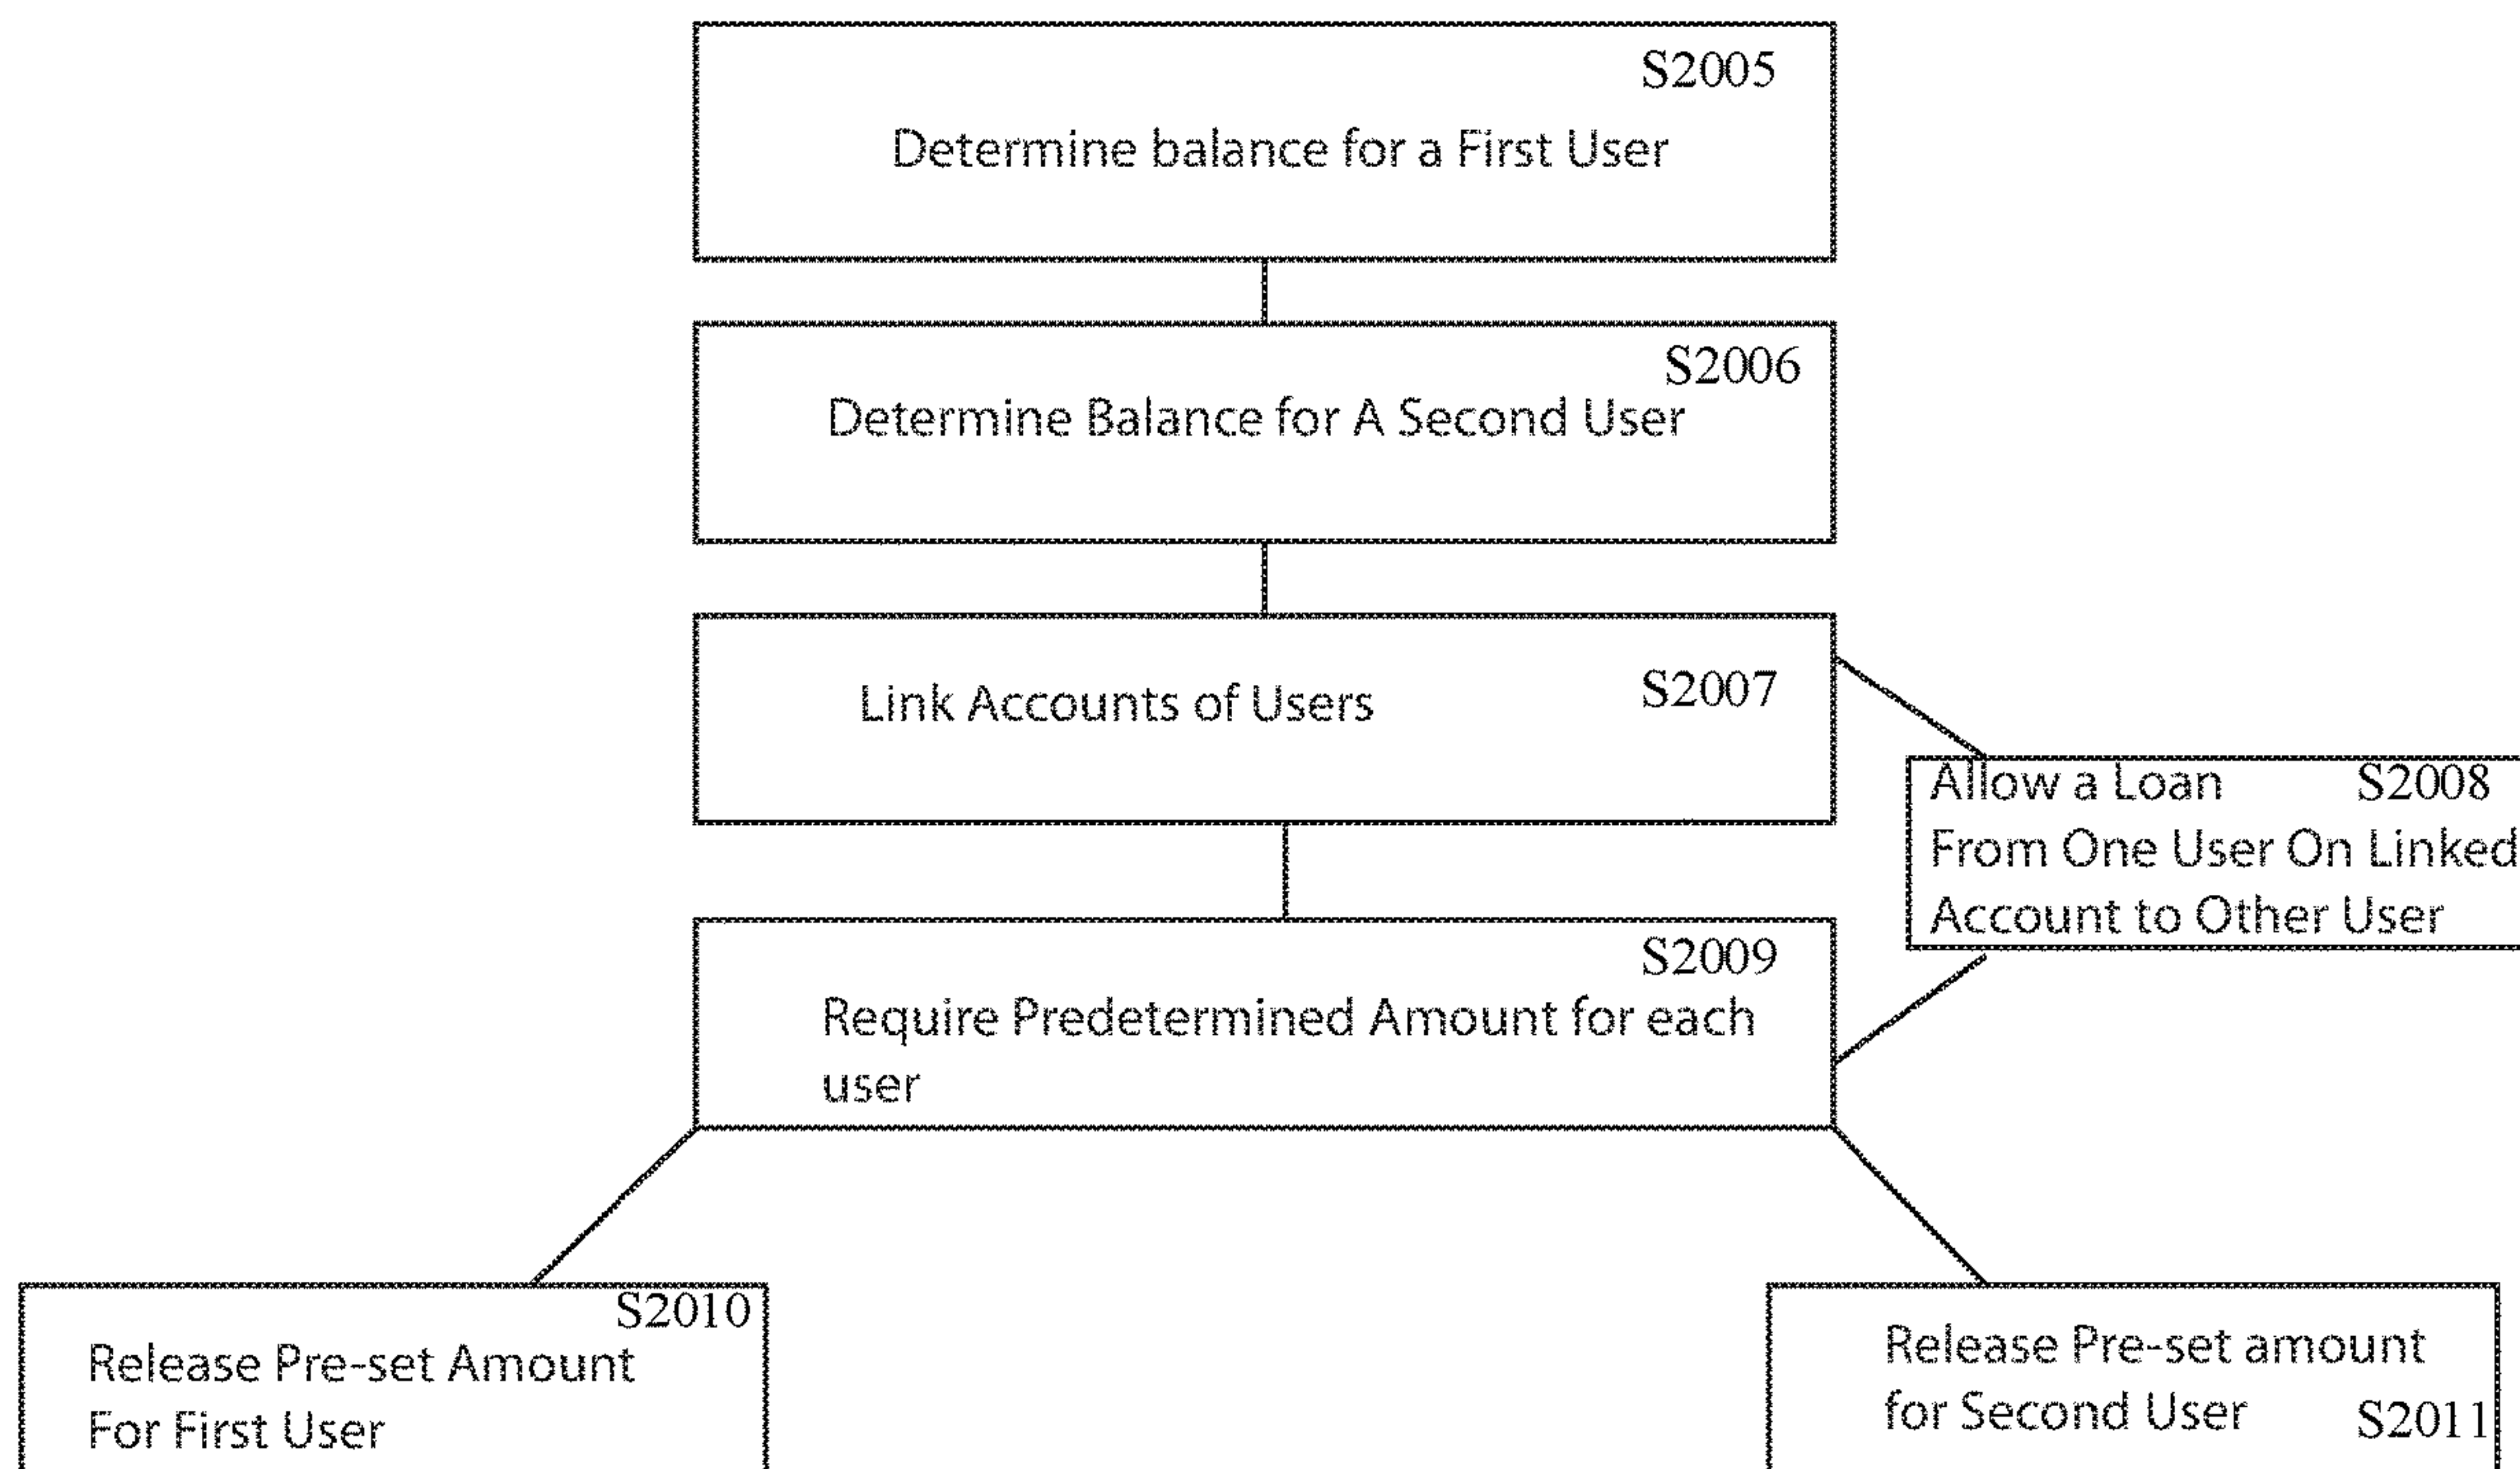 S2005
Determine balance for a First User
S2006
Determine Balance for A Second User
Link Accounts of Users S2007
Allow a Loan S2008
From One User On Linked
Account to Other User
S2009
Require Predetermined Amount for each
user
S2010
Release Pre-set Amount
For First User
Release Pre-set amount
for Second User S2011